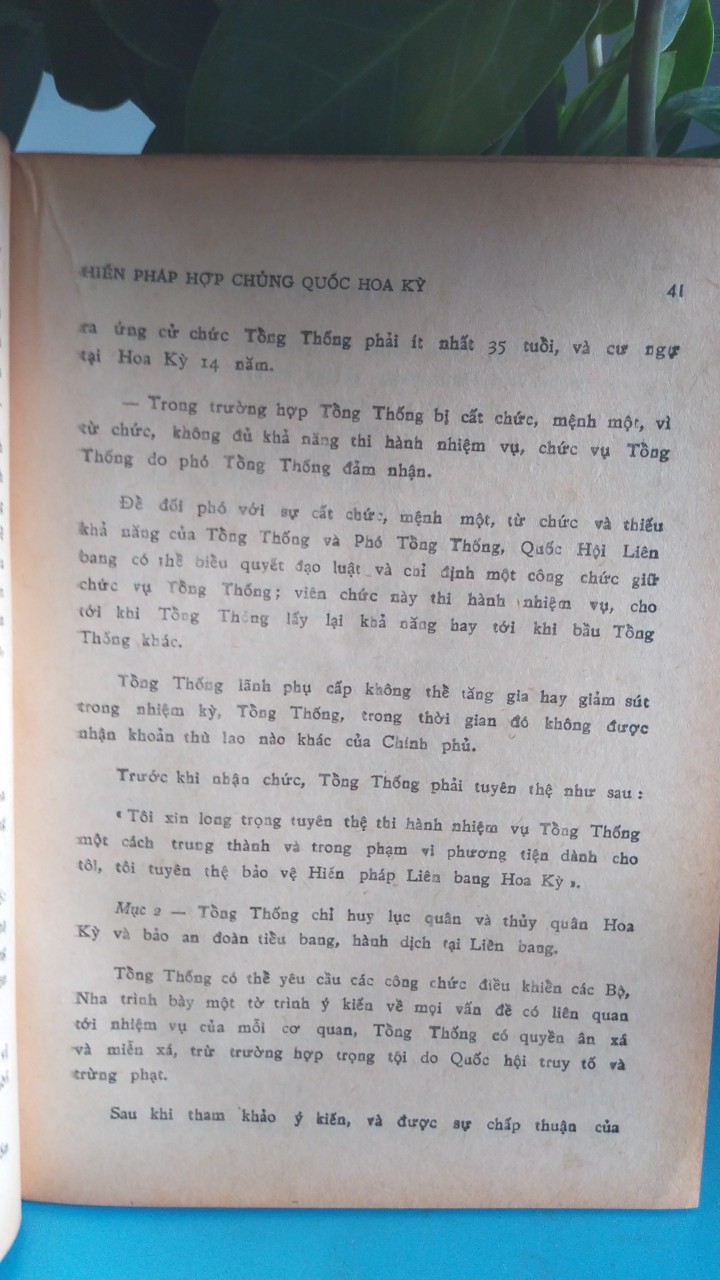 HIẾN PHÁP HỢP CHỦNG QUỐC HOA KỲ
41
ra ứng cử chức Tổng Thống phải ít nhất 35 tuổi, và cư ngụ
tại Hoa Kỳ 14 năm.
— Trong trường hợp Tổng Thống bị cất chức, mệnh một, vì
từ chức, không đủ khả năng thi hành nhiệm vụ, chức vụ Tổng
Thống do phó Tổng Thống đảm nhận.
Để đối phó với sự cất chức, mệnh một, từ chức và thiếu
khả năng của Tổng Thống và Phó Tổng Thống, Quốc Hội Liên
bang có thể biểu quyết đạo luật và chỉ định một công chức giữ
chức vụ Tổng Thống ; viên chức này thi hành nhiệm vụ, cho
tới khi Tổng Thống lấy lại khả năng hay tới khi bầu Tổng
Thống khác.
Tổng Thống lãnh phụ cấp không thể tăng gia hay giảm sút
trong nhiệm kỳ, Tổng Thống, trong thời gian đó không được
nhận khoản thù lao nào khác của Chính phủ.
Trước khi nhận chức, Tổng Thống phải tuyên thệ như sau :
« Tôi xin long trọng tuyên thệ thi hành nhiệm vụ Tổng Thống
một cách trung thành và trong phạm vi phương tiện dành cho
tôi, tôi tuyên thệ bảo vệ Hiến pháp Liên bang Hoa Kỳ ».
Mục 2 — Tổng Thống chỉ huy lục quân và thủy quân Hoa
Kỳ và bảo an đoàn tiểu bang, hành dịch tại Liên bang.
Tổng Thống có thể yêu cầu các công chức điều khiển các Bộ,
Nha trình bày một tờ trình ý kiến về mọi vấn đề có liên quan
tới nhiệm vụ của mỗi cơ quan, Tổng Thống có quyền ân xá
và miễn xá, trừ trường hợp trọng tội do Quốc hội truy tố và
trừng phạt.
Sau khi tham khảo ý kiến, và được sự chấp thuận của